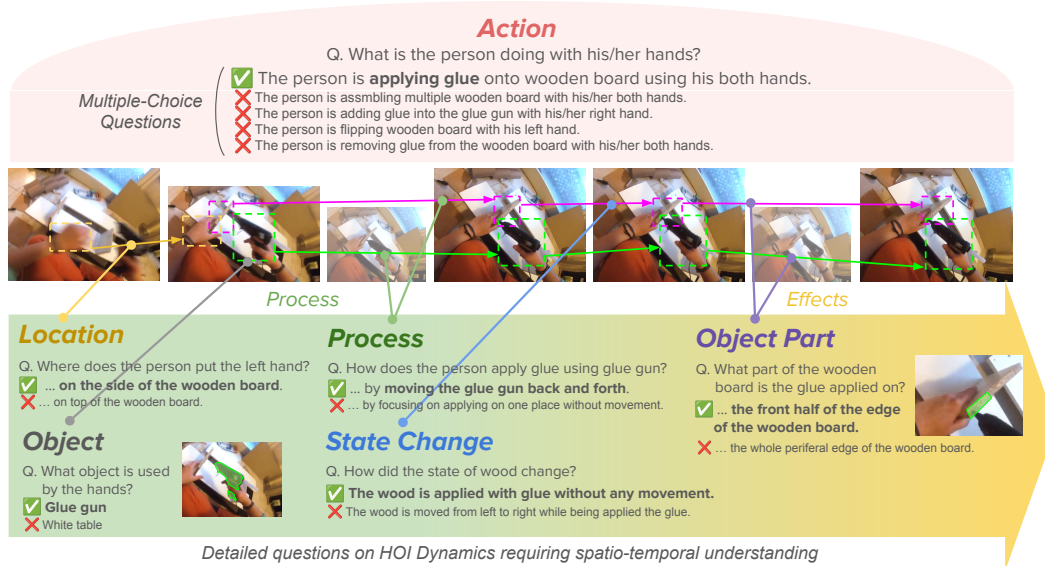 Action
Q. What is the person doing with his/her hands?
Multiple-Choice
Questions
✅ The person is applying glue onto wooden board using his both hands.
❌ The person is assmbling multiple wooden board with his/her both hands.
❌ The person is adding glue into the glue gun with his/her right hand.
❌ The person is flipping wooden board with his left hand.
❌ The person is removing glue from the wooden board with his/her both hands.
Process
Effects
Location
Q. Where does the person put the left hand?
✅ ... on the side of the wooden board.
❌ ... on top of the wooden board.
Object
Q. What object is used
by the hands?
✅ Glue gun
❌ White table
Process
Q. How does the person apply glue using glue gun?
✅ ... by moving the glue gun back and forth.
❌ ... by focusing on applying on one place without movement.
State Change
Q. How did the state of wood change?
✅ The wood is applied with glue without any movement.
❌ The wood is moved from left to right while being applied the glue.
Object Part
Q. What part of the wooden
board is the glue applied on?
✅ ... the front half of the edge
of the wooden board.
❌ ... the whole periferal edge of the wooden board.
Detailed questions on HOI Dynamics requiring spatio-temporal understanding